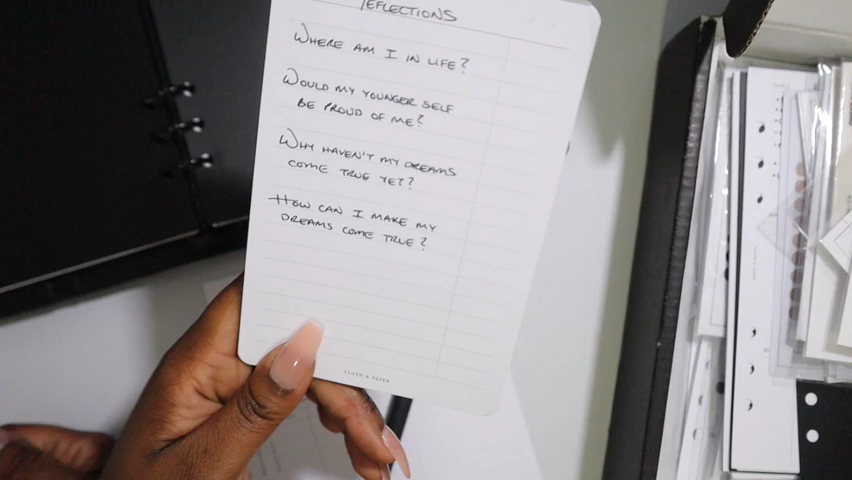 REFLECTIONS
WHERE AM I IN LIFE?
WOULD MY YOUNGER SELF
BE PROUD OF ME?
WHY HAVEN'T MY DREAMS
COME TRUE YET?
HOW CAN I MAKE MY
DREAMS COME TRUE?
CLOTH & PAPER